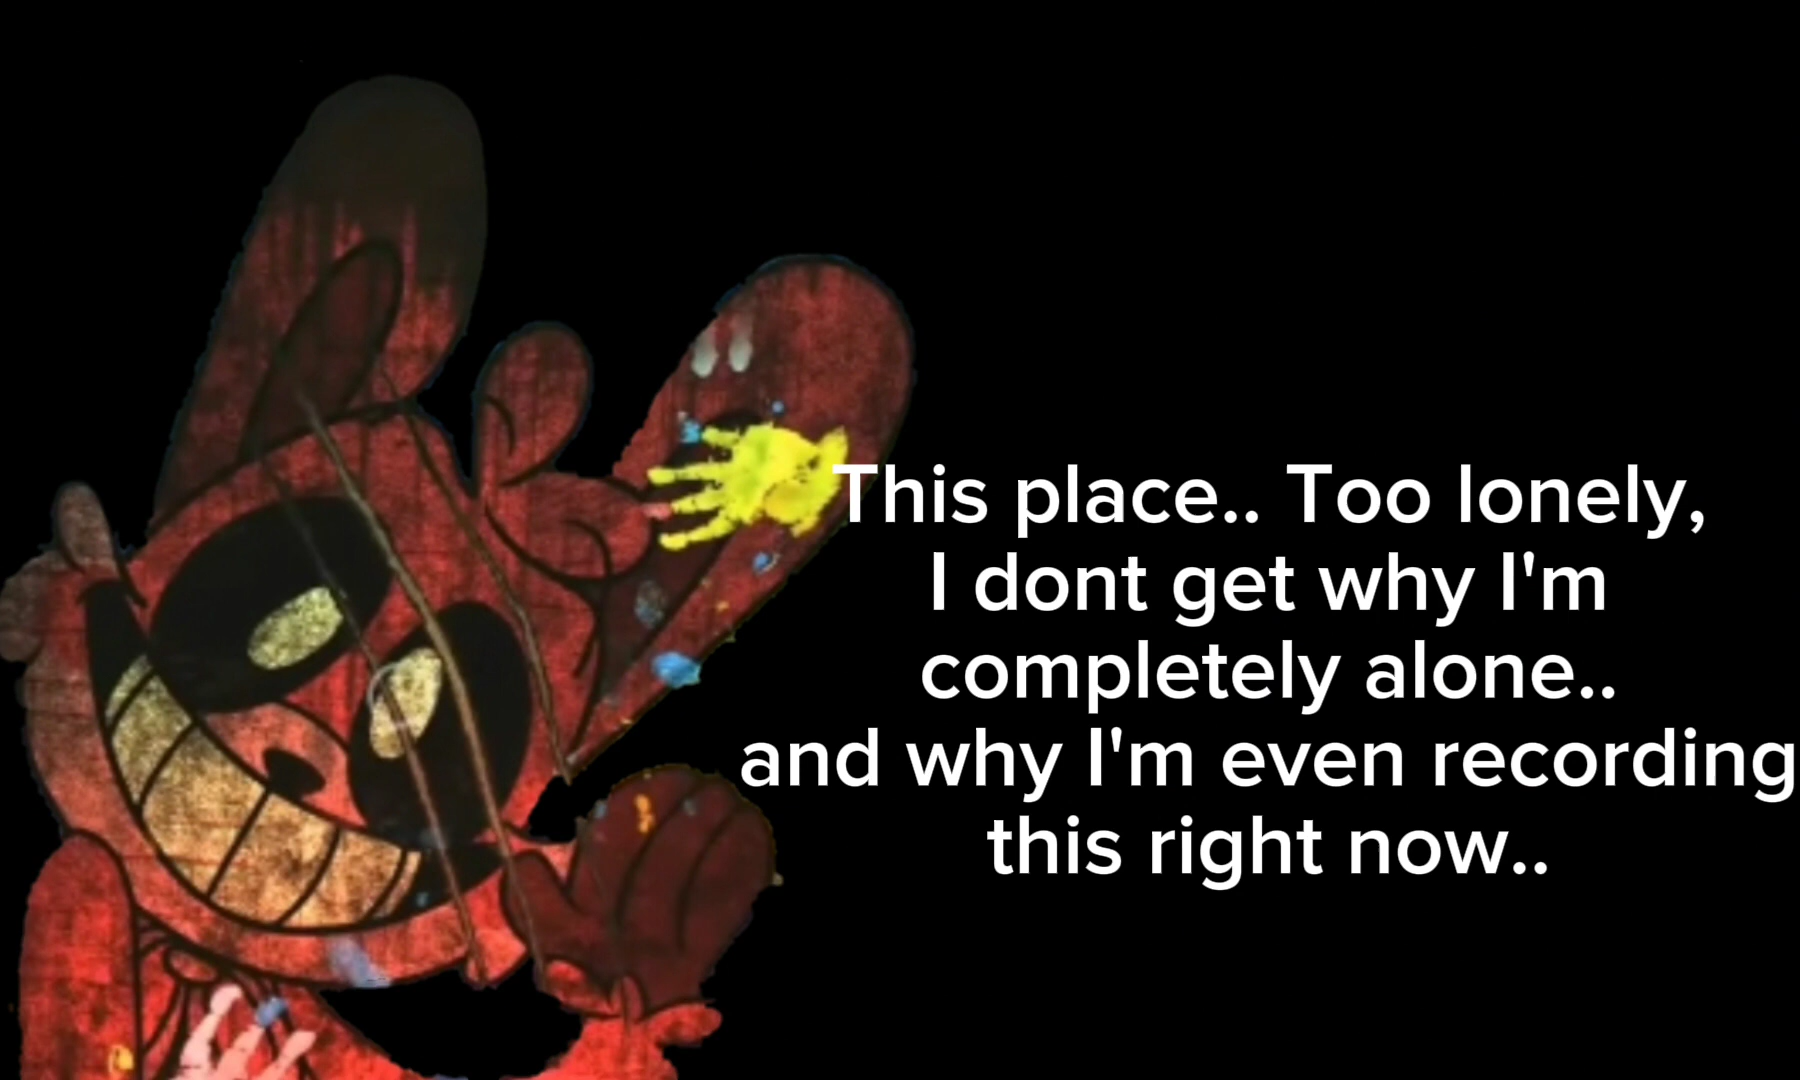 This place.. Too lonely,
I dont get why I'm
completely alone..
and why I'm even recording
this right now..